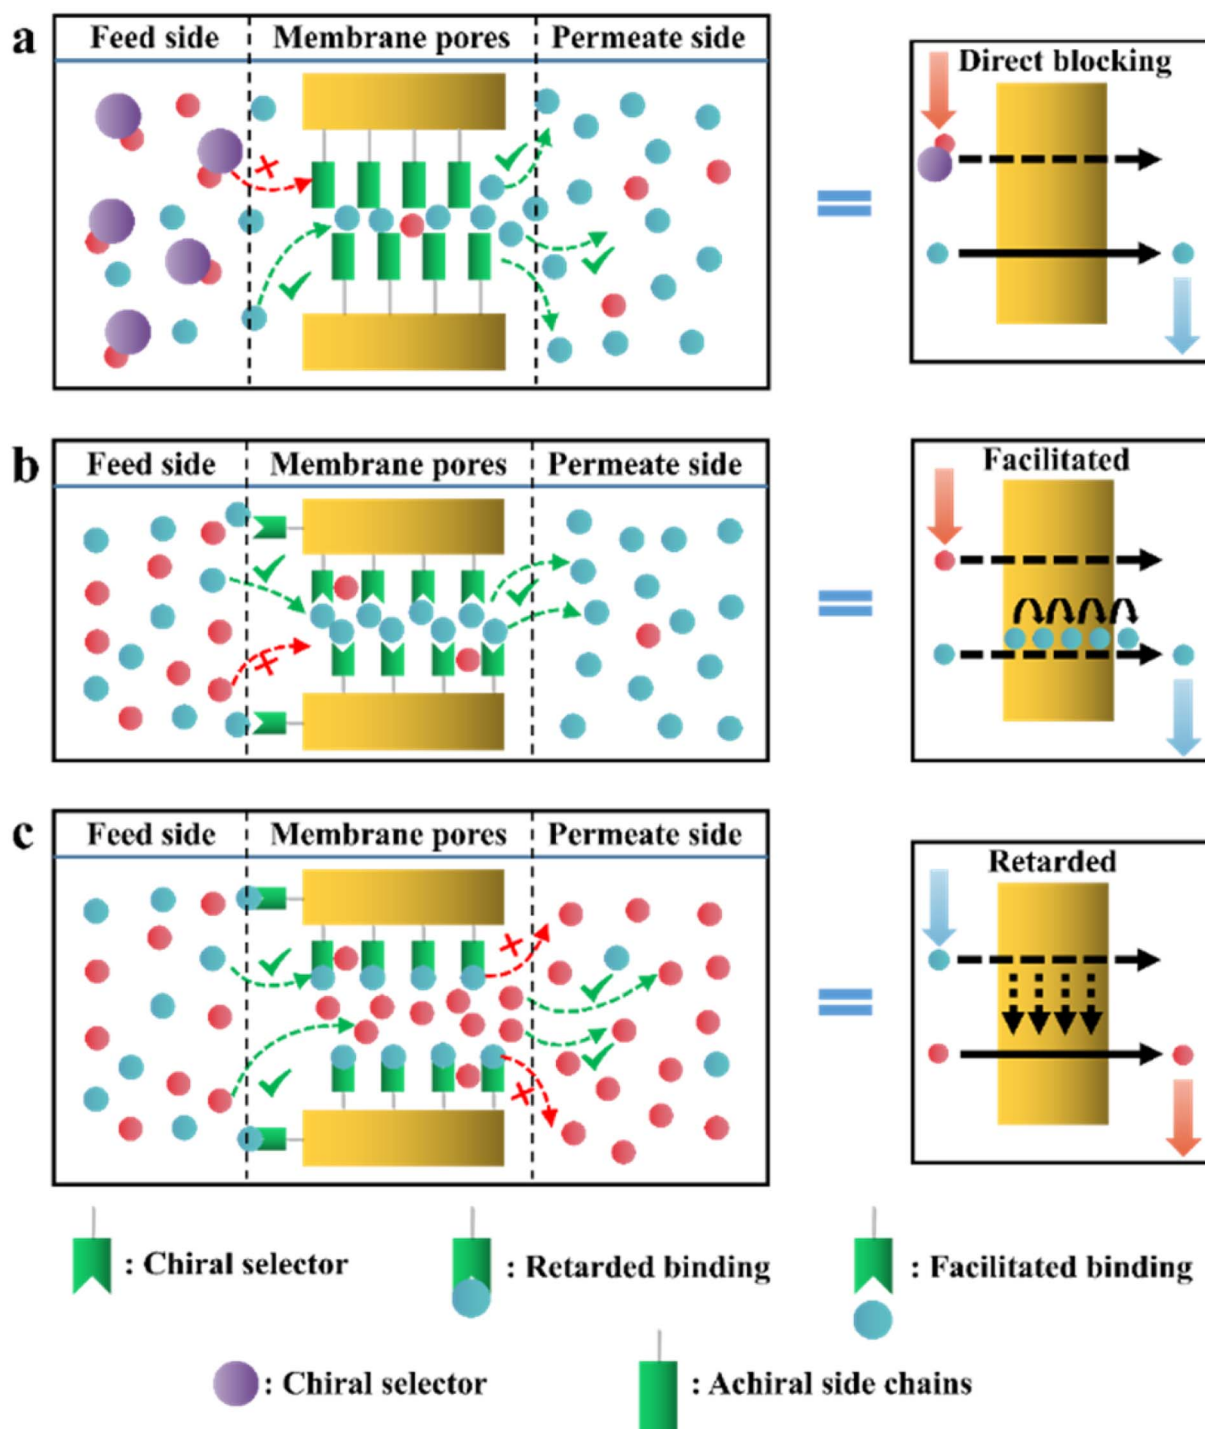 a
Feed side
Membrane pores
Permeate side
Direct blocking
b
Feed side
Membrane pores
Permeate side
Facilitated
c
Feed side
Membrane pores
Permeate side
Retarded
: Chiral selector
: Retarded binding
: Facilitated binding
: Chiral selector
: Achiral side chains